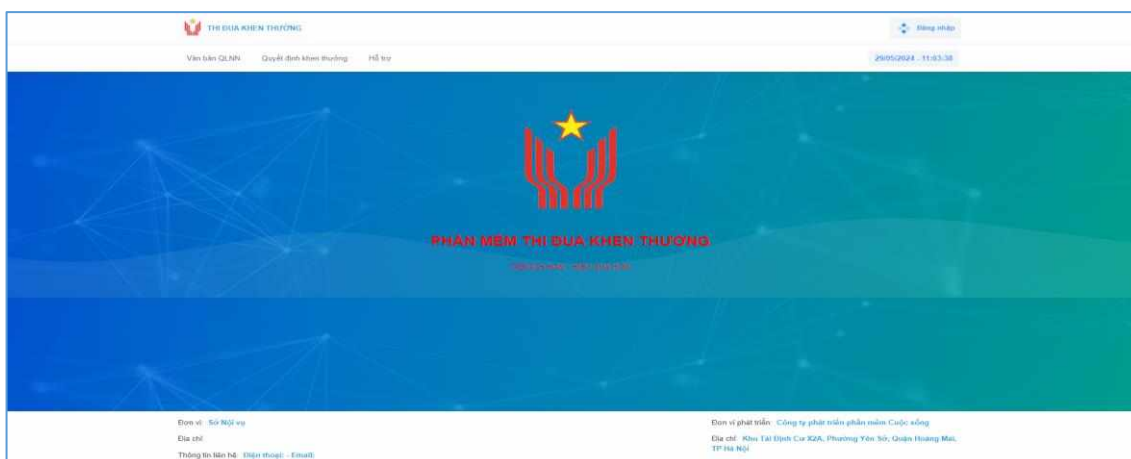 THI ĐUA KHEN THƯỞNG
Đăng nhập
Văn bản QLNN Quyết định khen thưởng Hỗ trợ
29/05/2024 - 11:03:38
PHẦN MỀM THI ĐUA KHEN THƯỞNG
Đơn vị: Sở Nội vụ
Địa chỉ:
Thông tin liên hệ: Điện thoại: - Email:
Đơn vị phát triển: Công ty phát triển phần mềm Cuộc sống
Địa chỉ: Khu Tái Định Cư X2A, Phường Yên Sở, Quận Hoàng Mai,
TP Hà Nội